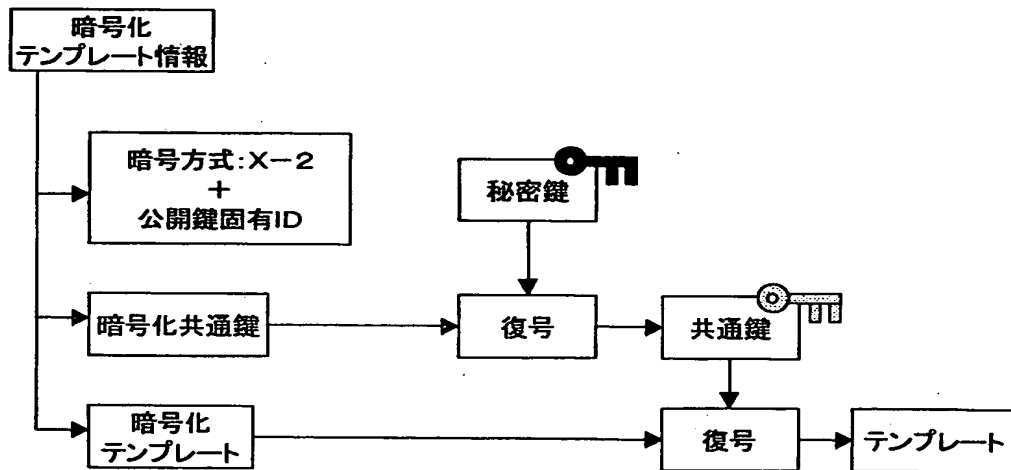 暗号化
テンプレート情報
暗号方式:X-2
+
公開鍵固有ID
秘密鍵
暗号化共通鍵
復号
共通鍵
暗号化
テンプレート
復号
テンプレート